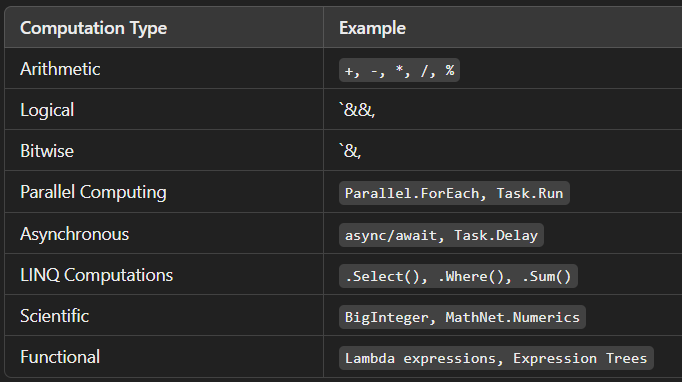 Computation Type Example
Arithmetic +, -, *, /, %
Logical `&&,
Bitwise `&,
Parallel Computing Parallel.ForEach, Task.Run
Asynchronous async/await, Task.Delay
LINQ Computations .Select(), .Where(), .Sum()
Scientific BigInteger, MathNet.Numerics
Functional Lambda expressions, Expression Trees